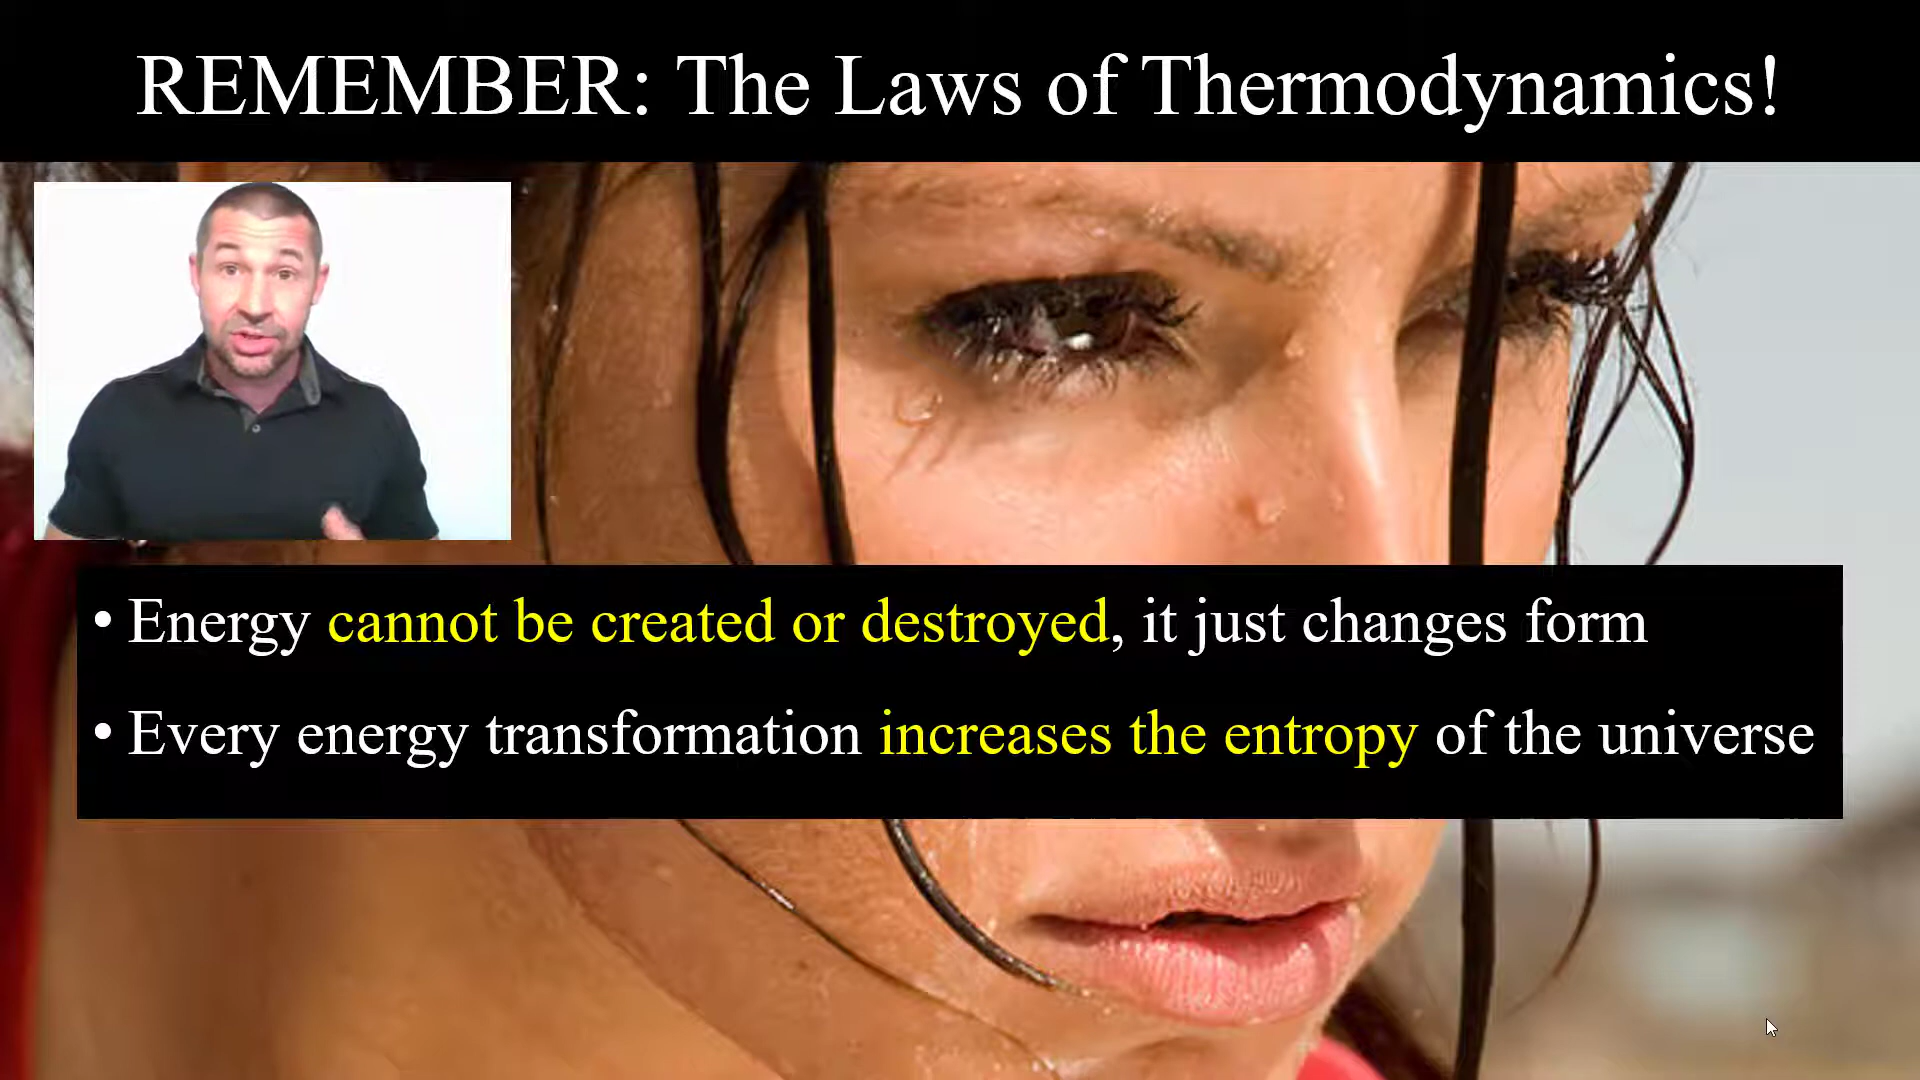 REMEMBER: The Laws of Thermodynamics!
• Energy cannot be created or destroyed, it just changes form
• Every energy transformation increases the entropy of the universe